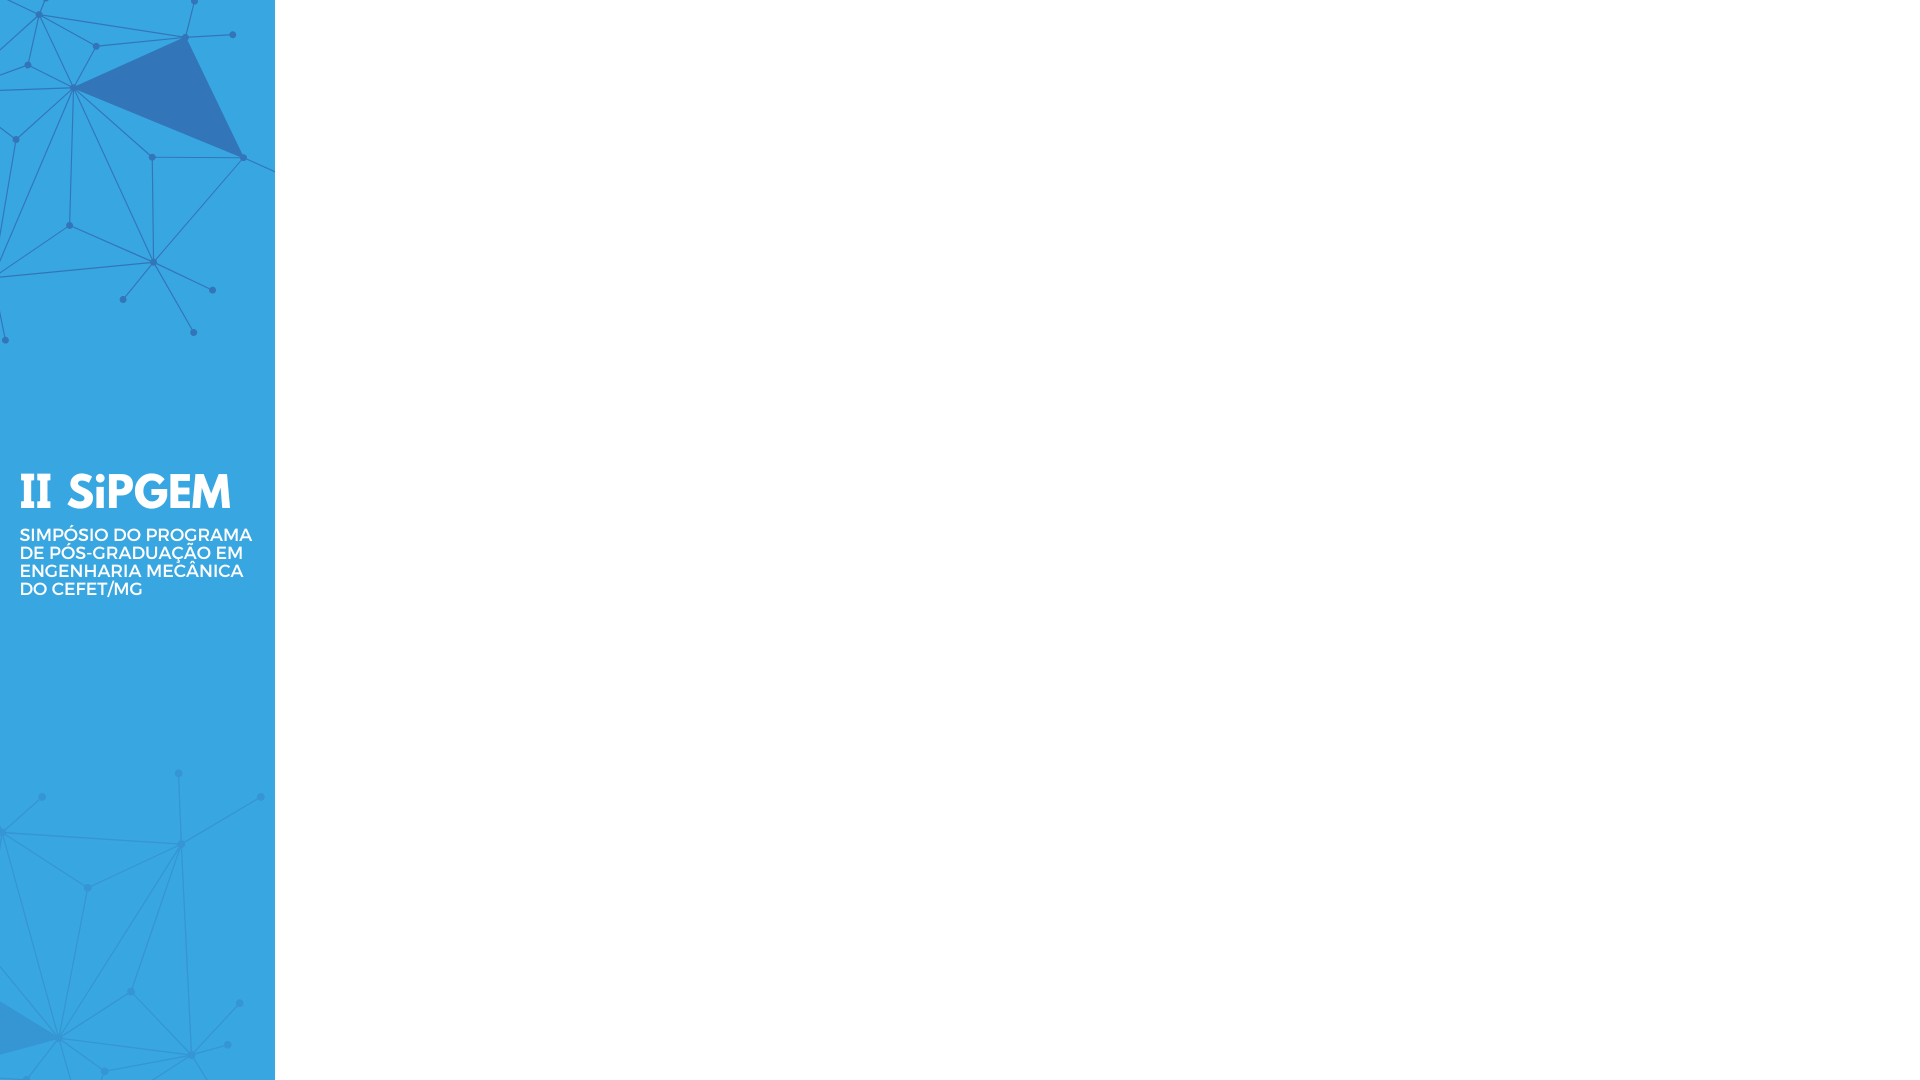 II SiPGEM
SIMPÓSIO DO PROGRAMA
DE PÓS-GRADUAÇÃO EM
ENGENHARIA MECÂNICA
DO CEFET/MG